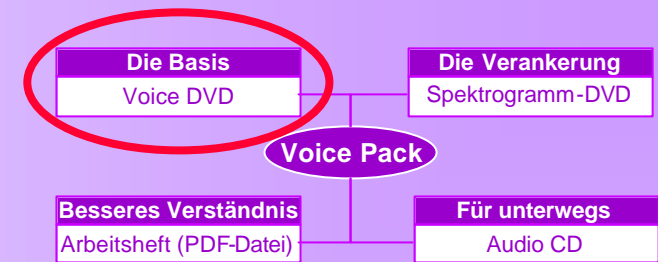 Die Basis
Voice DVD
Die Verankerung
Spektrogramm-DVD
Voice Pack
Besseres Verständnis
Arbeitsheft (PDF-Datei)
Für unterwegs
Audio CD